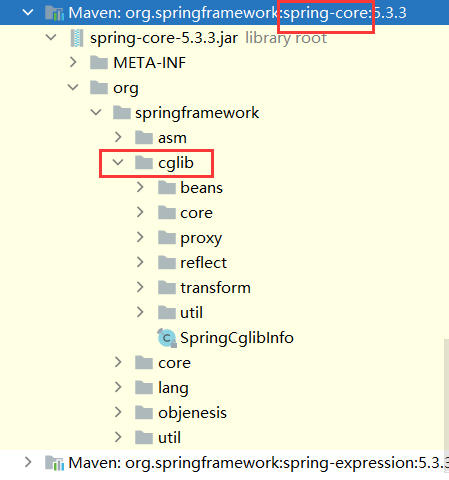 Maven: org.springframework:spring-core:5.3.3
spring-core-5.3.3.jar library root
META-INF
org
springframework
asm
cglib
beans
core
proxy
reflect
transform
util
SpringCglibInfo
core
lang
objenesis
util
Maven: org.springframework:spring-expression:5.3.3